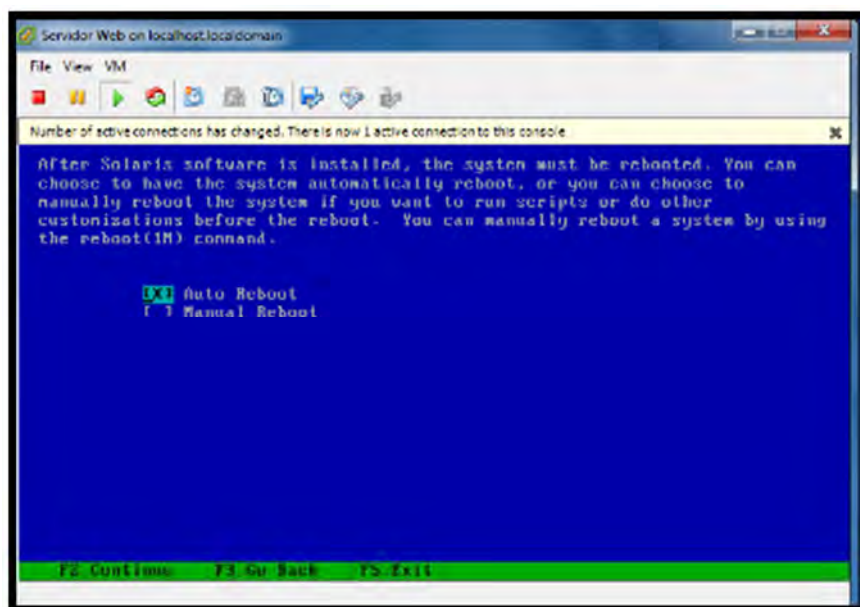 Servidor Web on localhost.localdomain
File View VM
Number of active connections has changed. There is now 1 active connection to this console
After Solaris software is installed, the system must be rebooted. You can
choose to have the system automatically reboot, or you can choose to
manually reboot the system if you want to run scripts or do other
customizations before the reboot. You can manually reboot a system by using
the reboot(1M) command.
[X] Auto Reboot
[ ] Manual Reboot
F2_Continue F3_Go Back F5_Exit